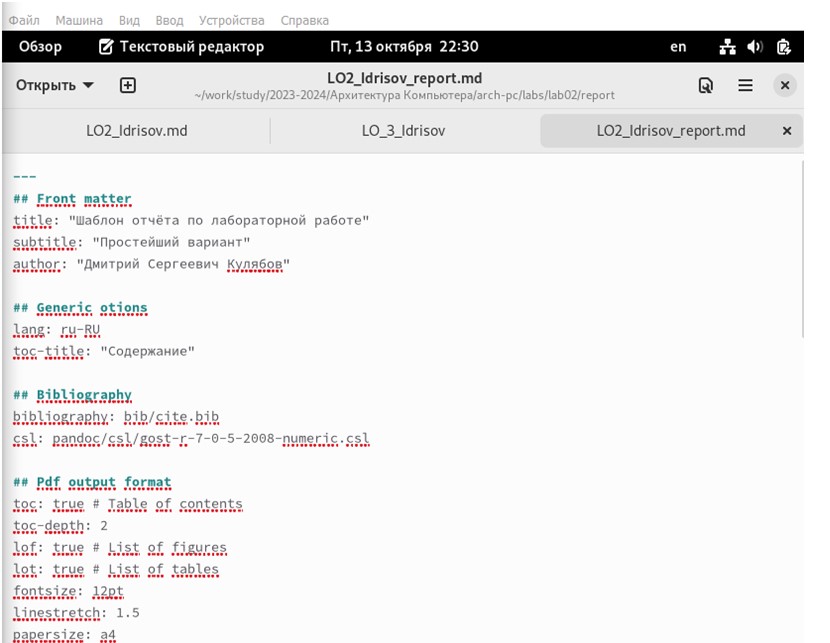 Файл Машина Вид Ввод Устройства Справка
Обзор Текстовый редактор Пт, 13 октября 22:30 en
Открыть LO2_Idrisov_report.md
~/work/study/2023-2024/Архитектура Компьютера/arch-pc/labs/lab02/report
LO2_Idrisov.md LO_3_Idrisov LO2_Idrisov_report.md
---
## Front matter
title: "Шаблон отчёта по лабораторной работе"
subtitle: "Простейший вариант"
author: "Дмитрий Сергеевич Кулябов"
## Generic otions
lang: ru-RU
toc-title: "Содержание"
## Bibliography
bibliography: bib/cite.bib
csl: pandoc/csl/gost-r-7-0-5-2008-numeric.csl
## Pdf output format
toc: true # Table of contents
toc-depth: 2
lof: true # List of figures
lot: true # List of tables
fontsize: 12pt
linestretch: 1.5
papersize: a4